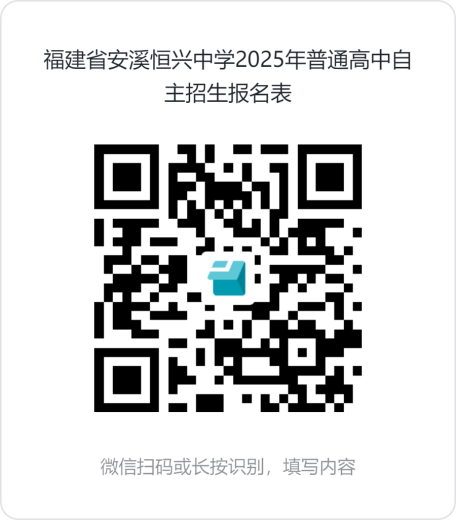 福建省安溪恒兴中学2025年普通高中自
主招生报名表
微信扫码或长按识别，填写内容